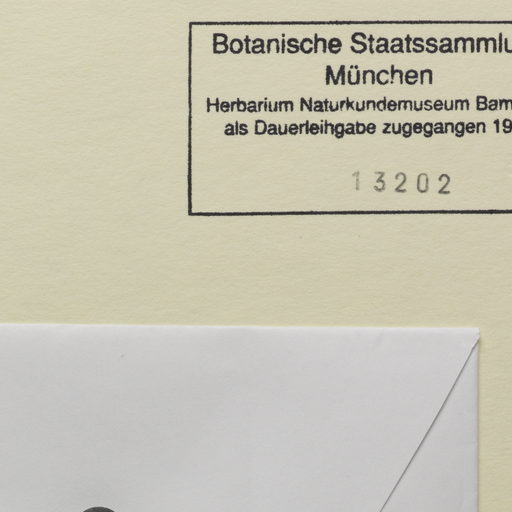 Botanische Staatssammlu
München
Herbarium Naturkundemuseum Bam
als Dauerleihgabe zugegangen 19
13202